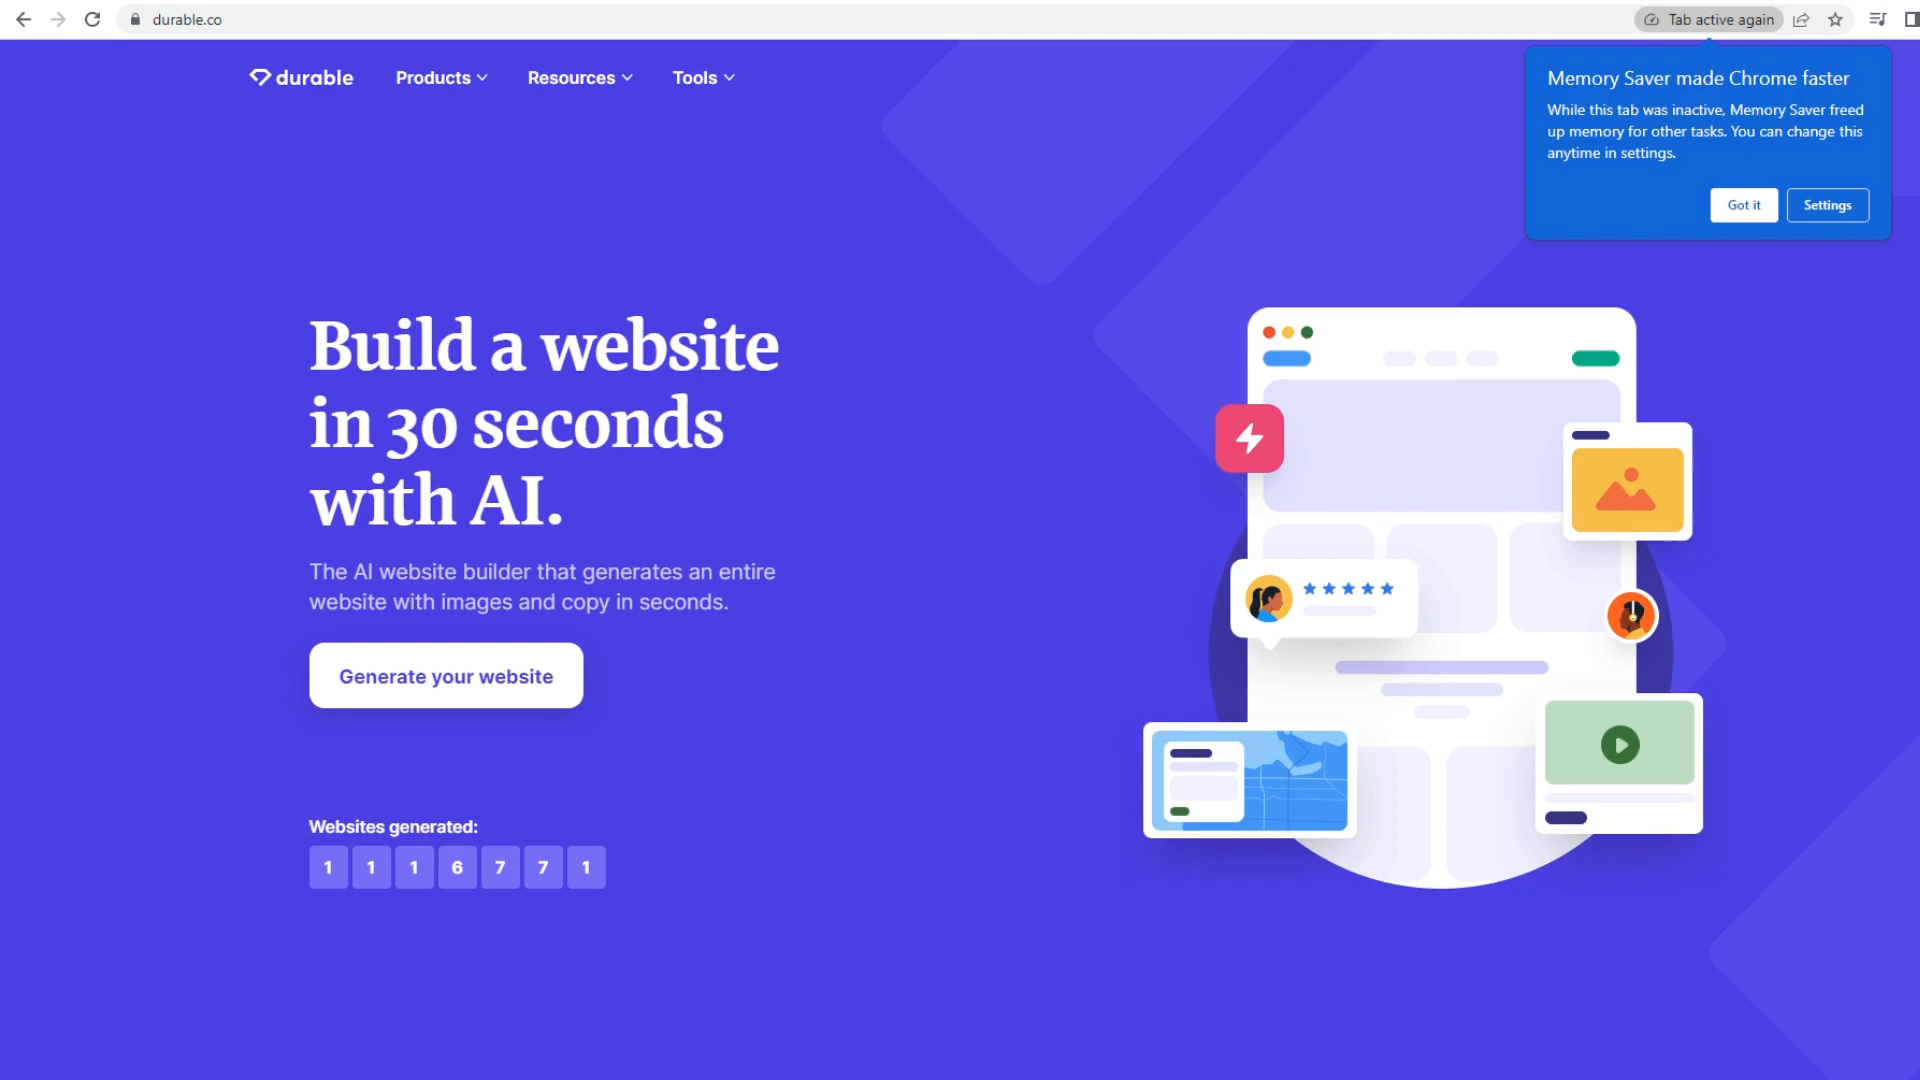 durable.co
Tab active again
durable
Products
Resources
Tools
Memory Saver made Chrome faster
While this tab was inactive, Memory Saver freed
up memory for other tasks. You can change this
anytime in settings.
Got it
Settings
Build a website
in 30 seconds
with AI.
The AI website builder that generates an entire
website with images and copy in seconds.
Generate your website
Websites generated:
1 1 1 6 7 7 1